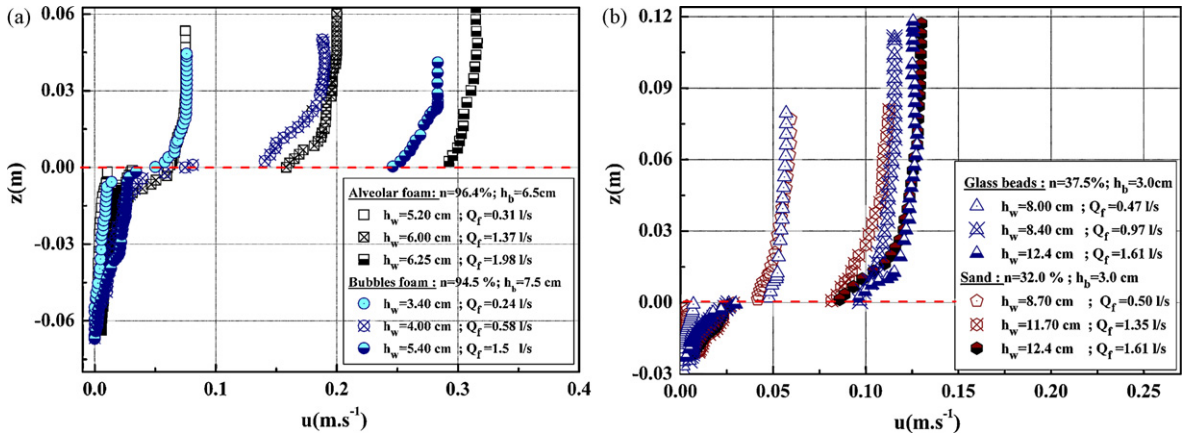 (a)
0.06
0.03
0.00
-0.03
-0.06
z(m)
Alveolar foam: n=96.4%; h_b=6.5cm
h_w=5.20 cm ; Q_f=0.31 l/s
h_w=6.00 cm ; Q_f=1.37 l/s
h_w=6.25 cm ; Q_f=1.98 l/s
Bubbles foam: n=94.5 %; h_b=7.5 cm
h_w=3.40 cm ; Q_f=0.24 l/s
h_w=4.00 cm ; Q_f=0.58 l/s
h_w=5.40 cm ; Q_f=1.5 l/s
0.0 0.1 0.2 0.3 0.4
u(m.s⁻¹)
(b)
0.12
0.09
0.06
0.03
0.00
-0.03
z(m)
Glass beads : n=37.5%; h_b=3.0cm
h_w=8.00 cm ; Q_f=0.47 l/s
h_w=8.40 cm ; Q_f=0.97 l/s
h_w=12.4 cm ; Q_f=1.61 l/s
Sand : n=32.0 % ; h_b=3.0 cm
h_w=8.70 cm ; Q_f=0.50 l/s
h_w=11.70 cm ; Q_f=1.35 l/s
h_w=12.4 cm ; Q_f=1.61 l/s
0.00 0.05 0.10 0.15 0.20 0.25
u(m.s⁻¹)